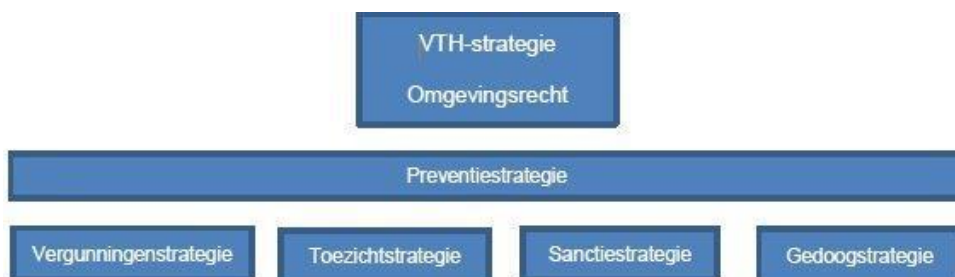 VTH-strategie
Omgevingsrecht
Preventiestrategie
Vergunningenstrategie
Toezichtstrategie
Sanctiestrategie
Gedoogstrategie